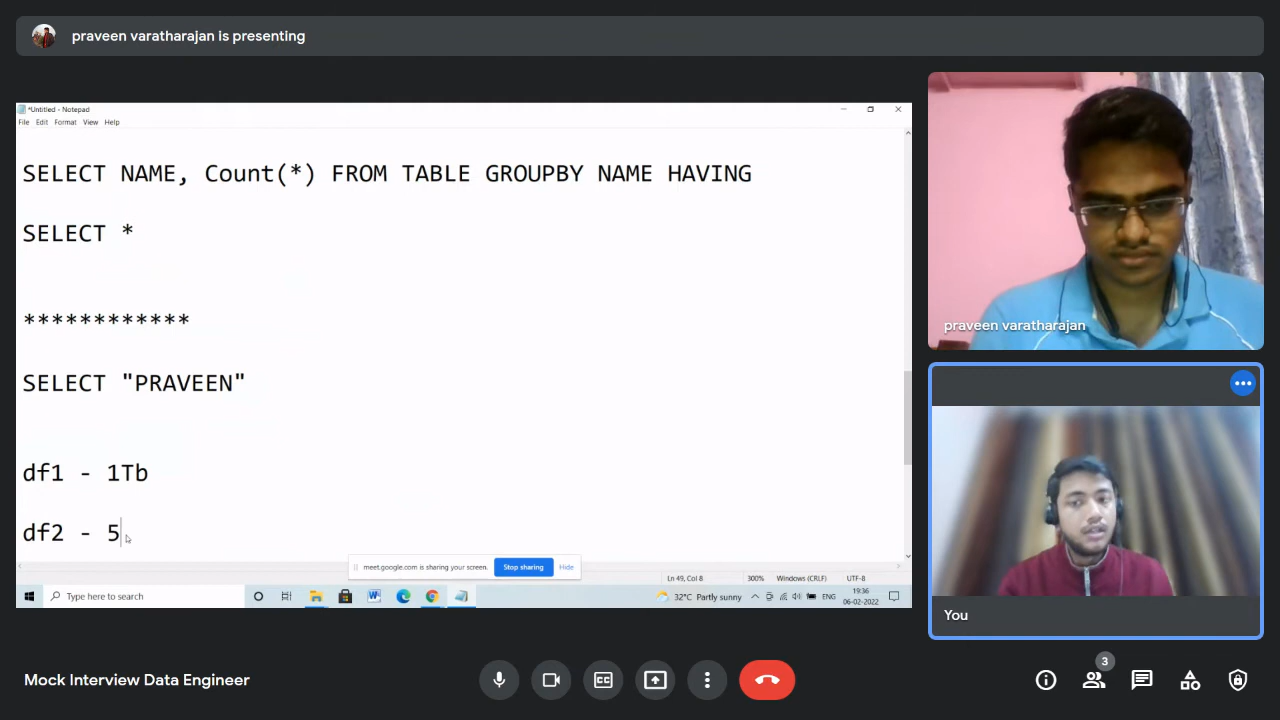 praveen varatharajan is presenting
*Untitled - Notepad
File Edit Format View Help
SELECT NAME, Count(*) FROM TABLE GROUPBY NAME HAVING
SELECT *
************
SELECT "PRAVEEN"
df1 - 1Tb
df2 - 5
meet.google.com is sharing your screen. Stop sharing Hide
Ln 49, Col 8 300% Windows (CRLF) UTF-8
Type here to search
32°C Partly sunny
ENG
19:36
06-02-2022
praveen varatharajan
You
Mock Interview Data Engineer
3